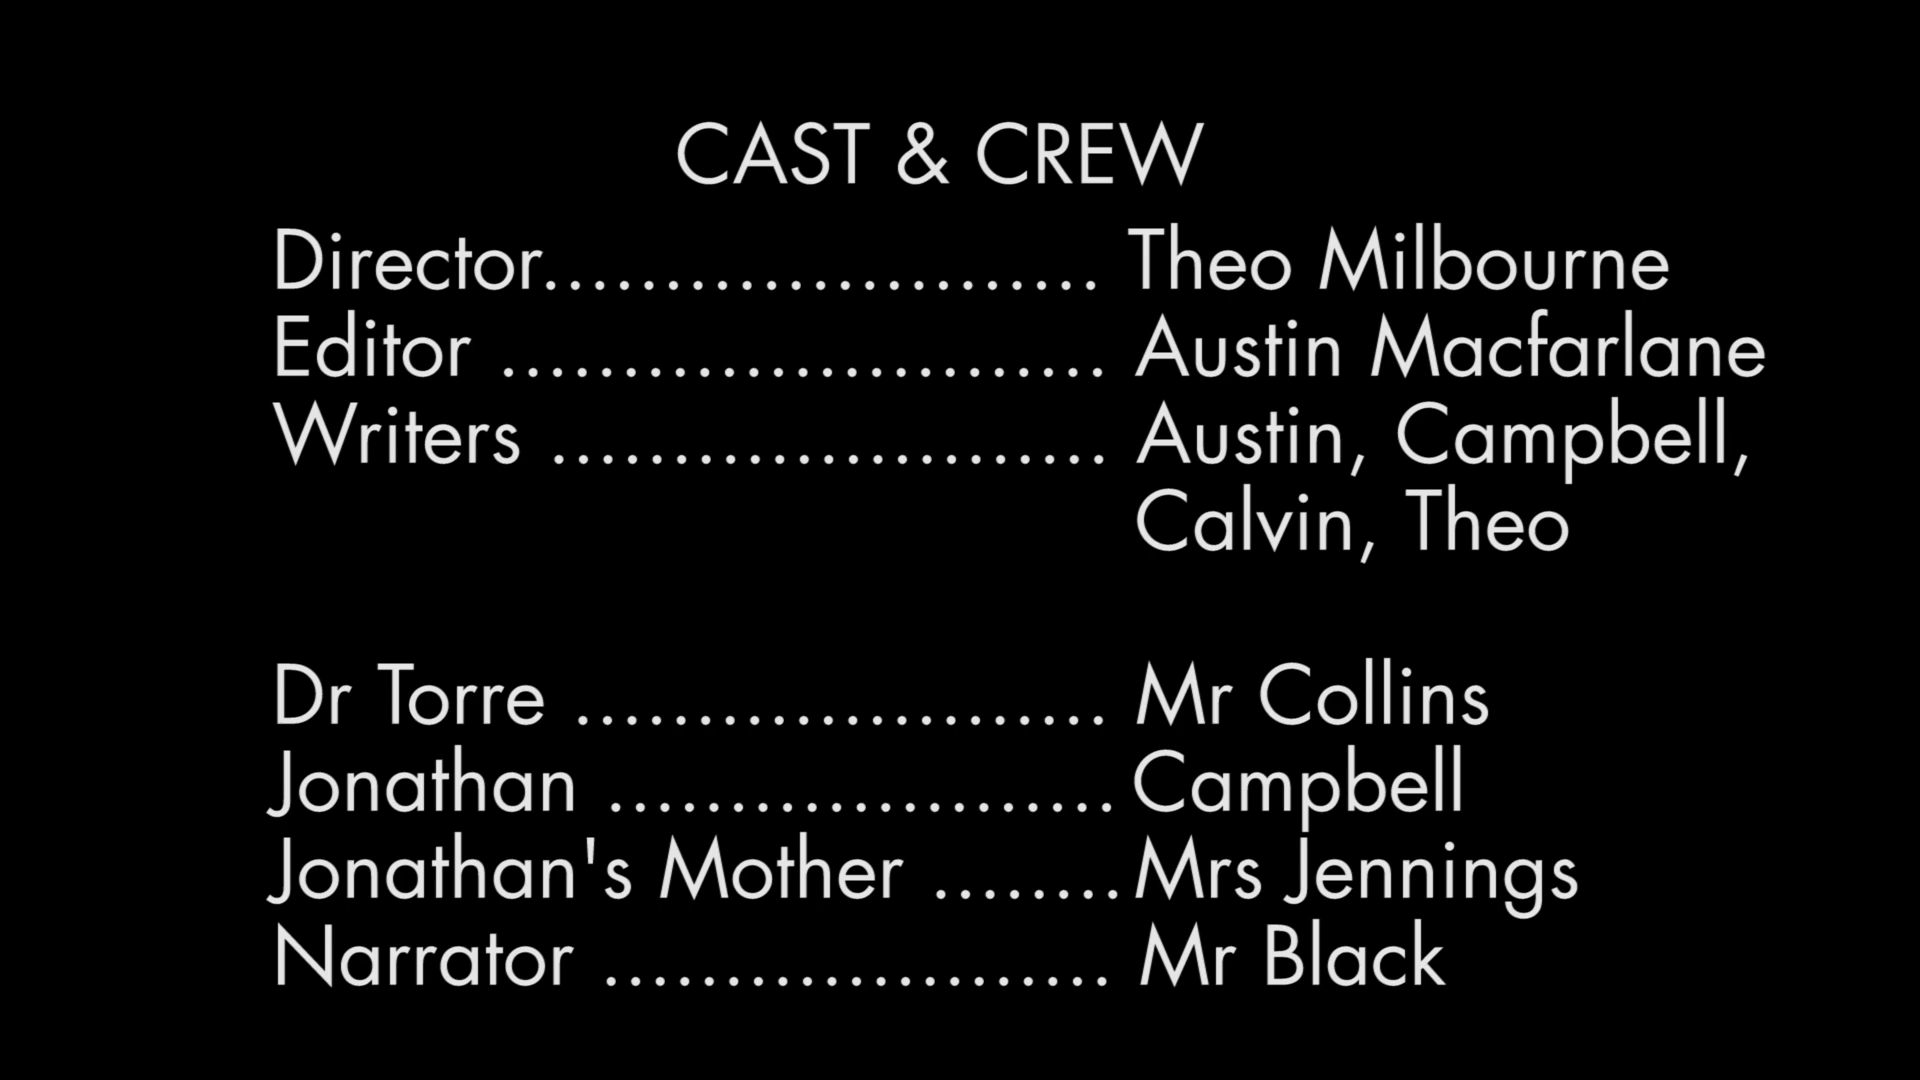 CAST & CREW
Director....................... Theo Milbourne
Editor ......................... Austin Macfarlane
Writers ....................... Austin, Campbell,
Calvin, Theo
Dr Torre ...................... Mr Collins
Jonathan ..................... Campbell
Jonathan's Mother ........ Mrs Jennings
Narrator ..................... Mr Black